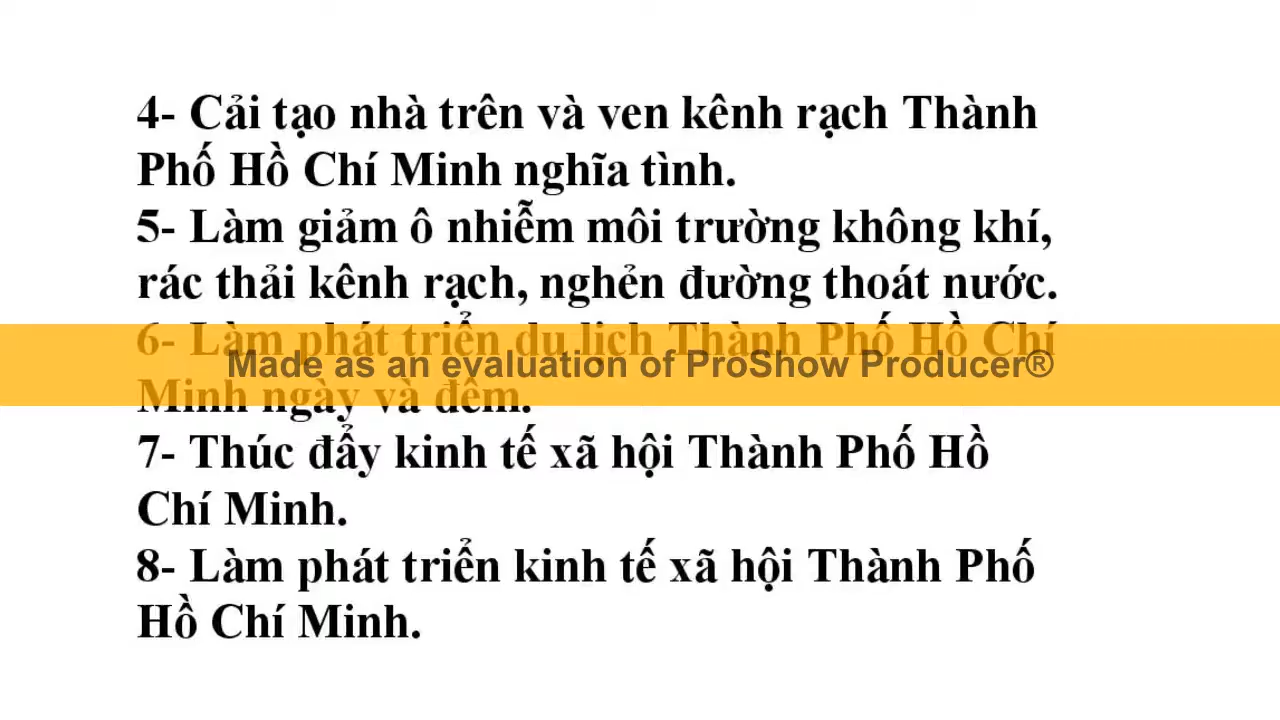 4- Cải tạo nhà trên và ven kênh rạch Thành
Phố Hồ Chí Minh nghĩa tình.
5- Làm giảm ô nhiễm môi trường không khí,
rác thải kênh rạch, nghẻn đường thoát nước.
6- Làm phát triển du lịch Thành Phố Hồ Chí
Made as an evaluation of ProShow Producer®
Minh ngày và đêm.
7- Thúc đẩy kinh tế xã hội Thành Phố Hồ
Chí Minh.
8- Làm phát triển kinh tế xã hội Thành Phố
Hồ Chí Minh.